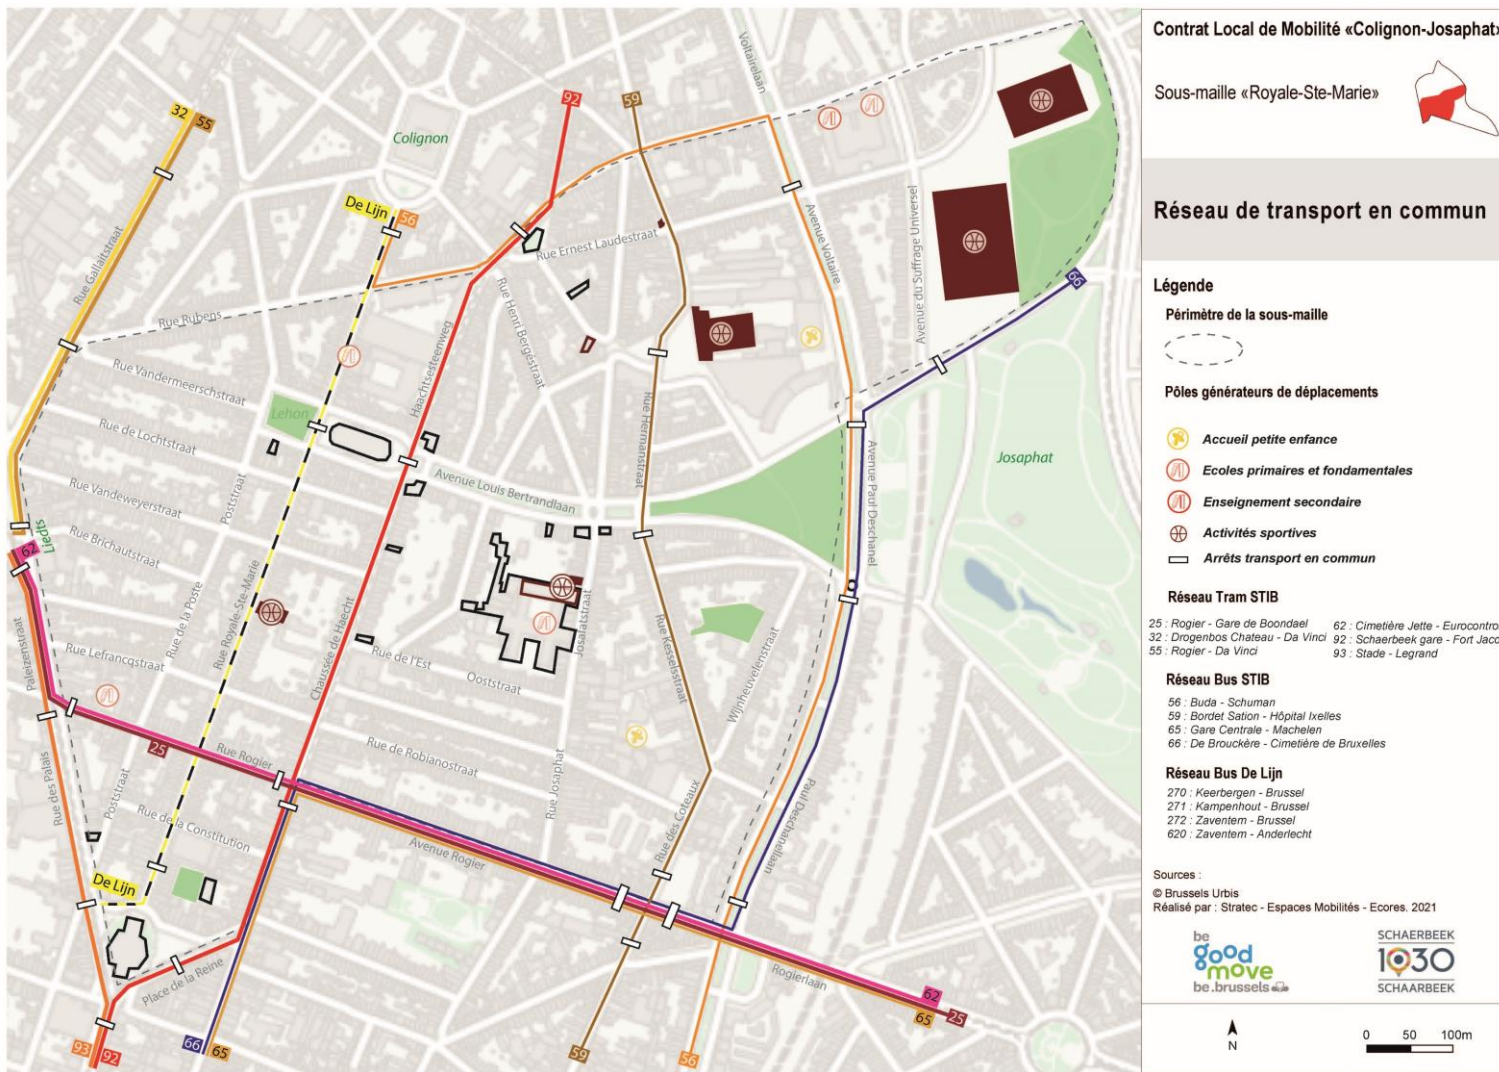 Contrat Local de Mobilité «Colignon-Josaphat»
Sous-maille «Royale-Ste-Marie»
Réseau de transport en commun
Légende
Périmètre de la sous-maille
Pôles générateurs de déplacements
Accueil petite enfance
Ecoles primaires et fondamentales
Enseignement secondaire
Activités sportives
Arrêts transport en commun
Réseau Tram STIB
25 : Rogier - Gare de Boondael
32 : Drogenbos Chateau - Da Vinci
55 : Rogier - Da Vinci
62 : Cimetière Jette - Eurocontro
92 : Schaerbeek gare - Fort Jaco
93 : Stade - Legrand
Réseau Bus STIB
56 : Buda - Schuman
59 : Bordet Sation - Hôpital Ixelles
65 : Gare Centrale - Machelen
66 : De Brouckère - Cimetière de Bruxelles
Réseau Bus De Lijn
270 : Keerbergen - Brussel
271 : Kampenhout - Brussel
272 : Zaventem - Brussel
620 : Zaventem - Anderlecht
Sources :
© Brussels Urbis
Réalisé par : Stratec - Espaces Mobilités - Ecores. 2021
be
good
move
be.brussels
SCHAERBEEK
1030
SCHAARBEEK
N
0 50 100m
32
55
92
59
Voltairelaan
Colignon
De Lijn
56
Rue Gallaitstraat
Rue Ernest Laudestraat
Avenue Voltaire
Avenue du Suffrage Universel
66
Rue Rubens
Rue Henri Bergéstraat
Haachtsesteenweg
Rue Vandermeerschstraat
Lehon
Rue de Lochtstraat
Rue Hermanstraat
Avenue Louis Bertrandlaan
Josaphat
Avenue Paul Deschanel
Poststraat
Rue Vandeweyerstraat
Liedts
Rue Brichautstraat
62
Rue Royale-Ste-Marie
Rue de la Poste
Paleizenstraat
Rue Lefrancqstraat
Chaussée de Haecht
Rue de l'Est
Ooststraat
Josafatstraat
Rue Kesselsstraat
Wijnheuvelenstraat
25
Rue Rogier
Rue de Robianostraat
Rue Josaphat
Rue des Palais
Poststraat
Rue de la Constitution
Avenue Rogier
Rue des Coteaux
Paul Deschanellaan
De Lijn
Place de la Reine
Rogierlaan
62
65
25
93
92
66
65
59
56